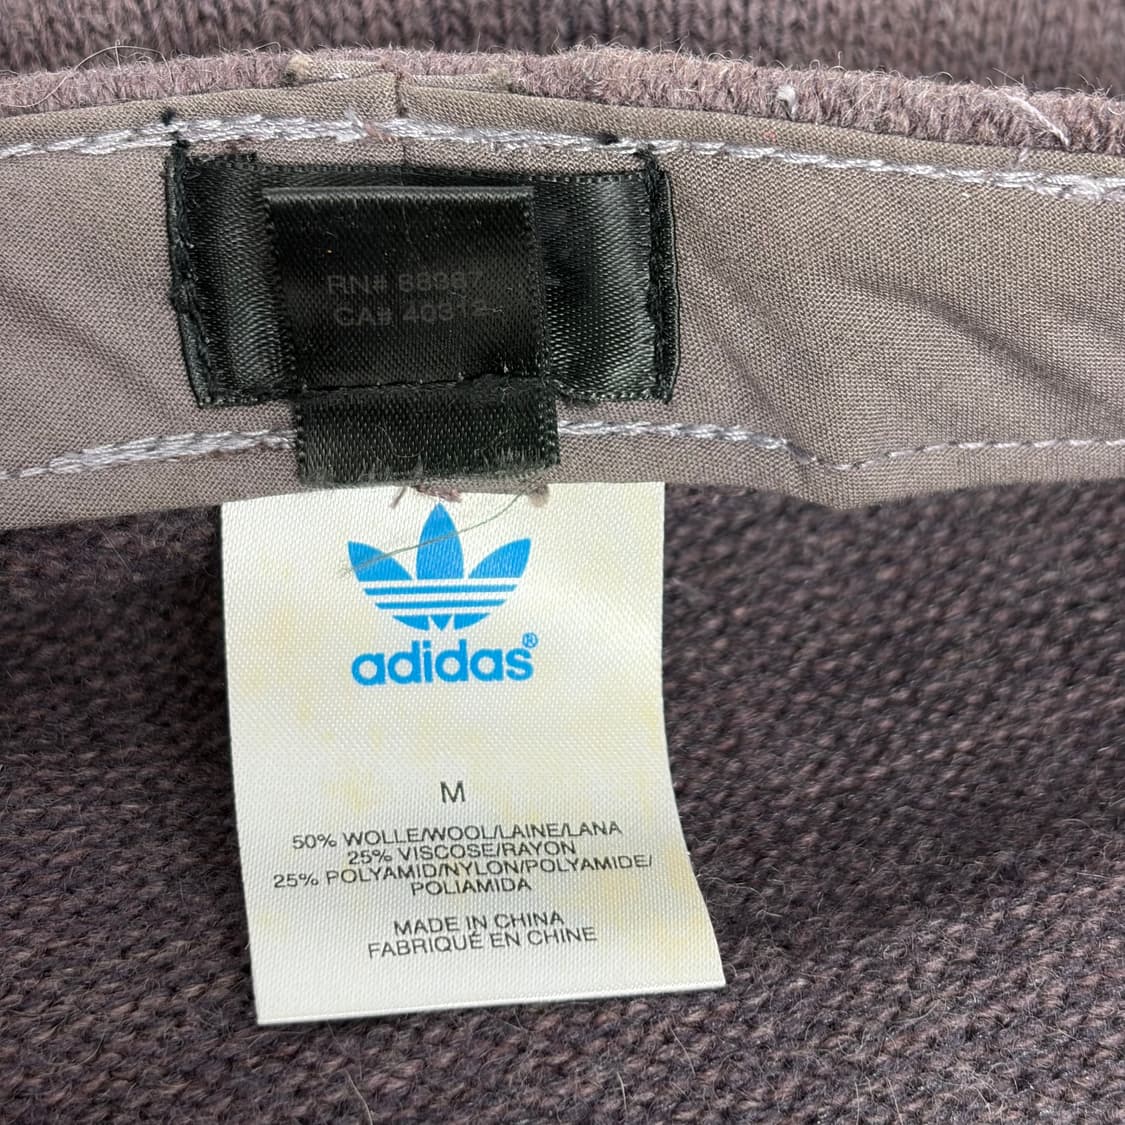 RN# 88387
CA# 40312
adidas®
M
50% WOLLE/WOOL/LAINE/LANA
25% VISCOSE/RAYON
25% POLYAMID/NYLON/POLYAMIDE/
POLIAMIDA
MADE IN CHINA
FABRIQUÉ EN CHINE